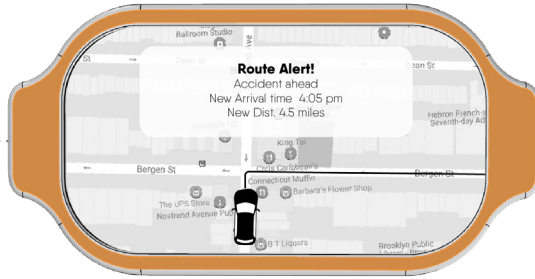 Ballroom Studio
Dean St
Bean St
Route Alert!
Accident ahead
New Arrival time 4:05 pm
New Dist. 4.5 miles
Hebron French-s
Seventh-day Ad
King Tai
Chris Caribbean's
Bergen St
Bergen St
Connecticut Muffin
The UPS Store
Barbara's Flower Shop
Nostrand Avenue Pub
B T Liquors
Brooklyn Public
Library - Brow